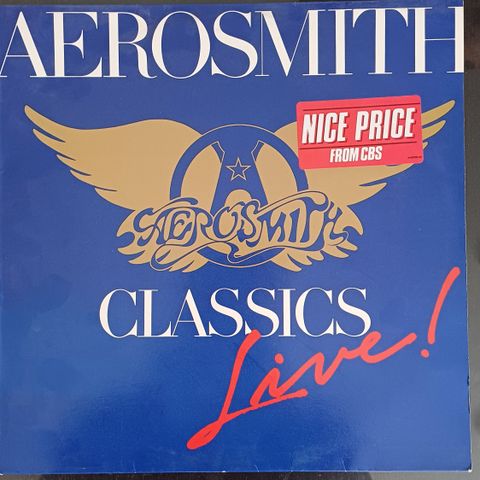 AEROSMITH
NICE PRICE
FROM CBS
AEROSMITH
CLASSICS
Live!